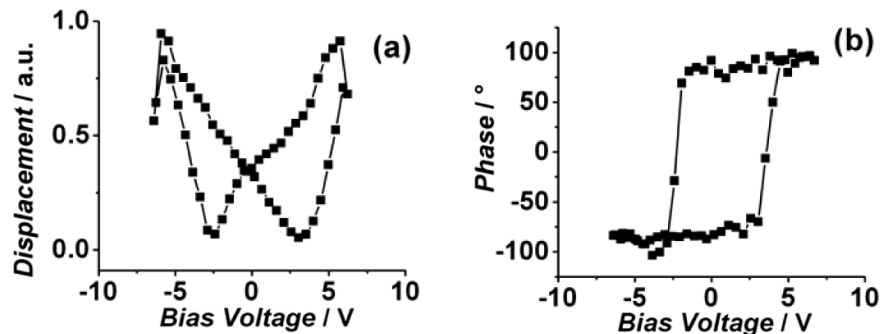 (a)
Displacement / a.u.
1.0
0.5
0.0
-10 -5 0 5 10
Bias Voltage / V
(b)
Phase / °
100
50
0
-50
-100
-10 -5 0 5 10
Bias Voltage / V